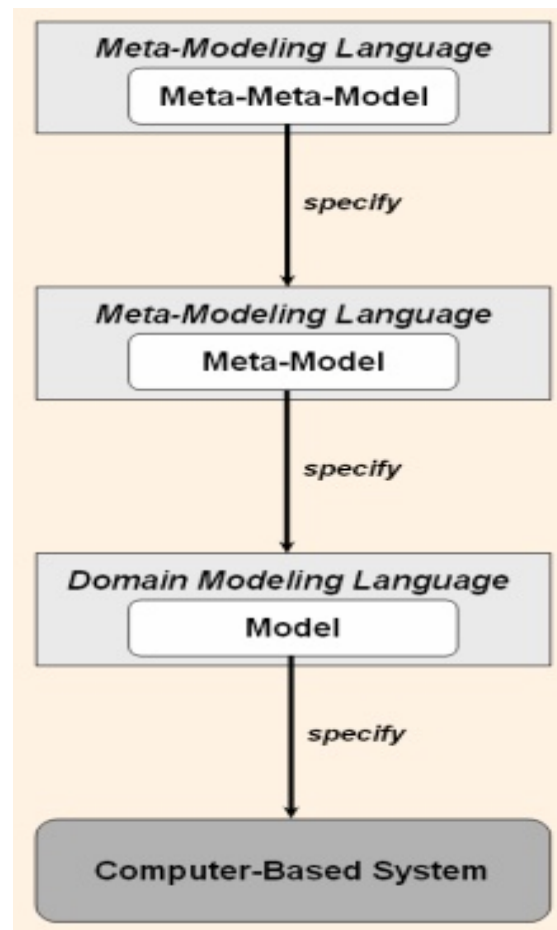 Meta-Modeling Language
Meta-Meta-Model
specify
Meta-Modeling Language
Meta-Model
specify
Domain Modeling Language
Model
specify
Computer-Based System